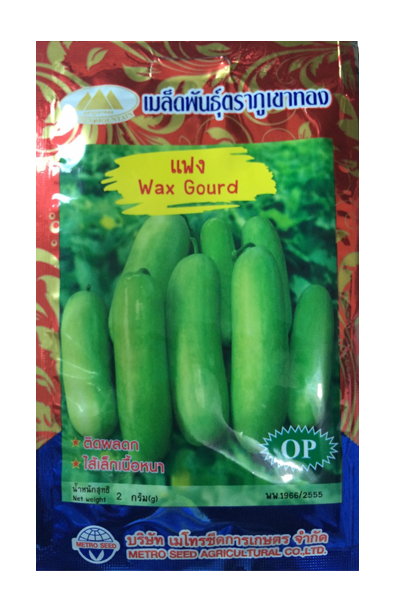 เมล็ดพันธุ์ตราภูเขาทอง
แฟง
Wax Gourd
★ ติดผลดก
★ ไส้เล็กเนื้อหนา
OP
น้ำหนักสุทธิ
Net weight 2 กรัม(g)
พพ.1966/2555
METRO SEED
บริษัท เมโทรซีดการเกษตร จำกัด
METRO SEED AGRICULTURAL CO.,LTD.